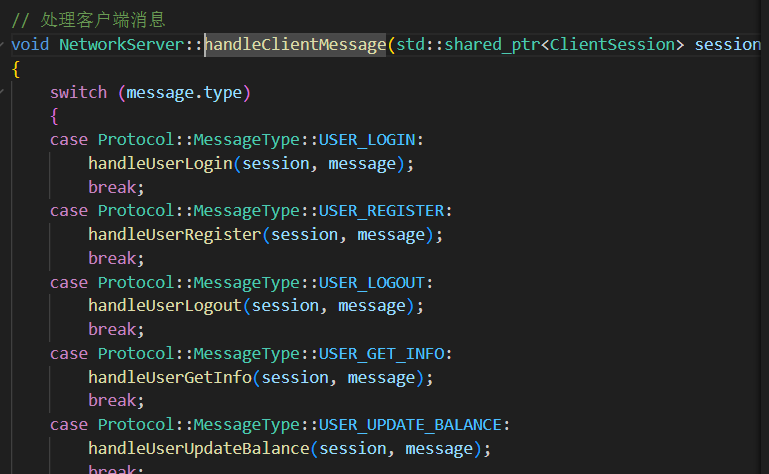 // 处理客户端消息
void NetworkServer::handleClientMessage(std::shared_ptr<ClientSession> session
{
    switch (message.type)
    {
    case Protocol::MessageType::USER_LOGIN:
        handleUserLogin(session, message);
        break;
    case Protocol::MessageType::USER_REGISTER:
        handleUserRegister(session, message);
        break;
    case Protocol::MessageType::USER_LOGOUT:
        handleUserLogout(session, message);
        break;
    case Protocol::MessageType::USER_GET_INFO:
        handleUserGetInfo(session, message);
        break;
    case Protocol::MessageType::USER_UPDATE_BALANCE:
        handleUserUpdateBalance(session, message);
        break;